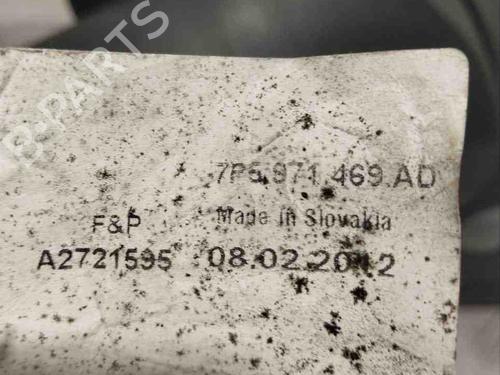 B-PARTS
7P5.971.469.AD
F&P
Made in Slovakia
A2721595
08.02.2012